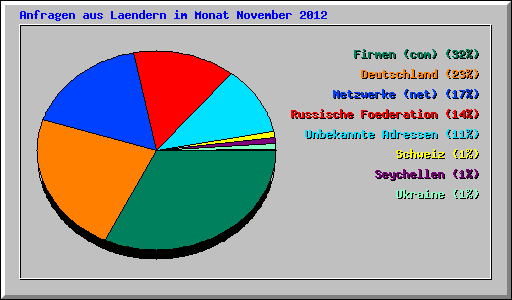 Anfragen aus Laendern im Monat November 2012
Firmen (com) (32%)
Deutschland (23%)
Netzwerke (net) (17%)
Russische Foederation (14%)
Unbekannte Adressen (11%)
Schweiz (1%)
Seychellen (1%)
Ukraine (1%)